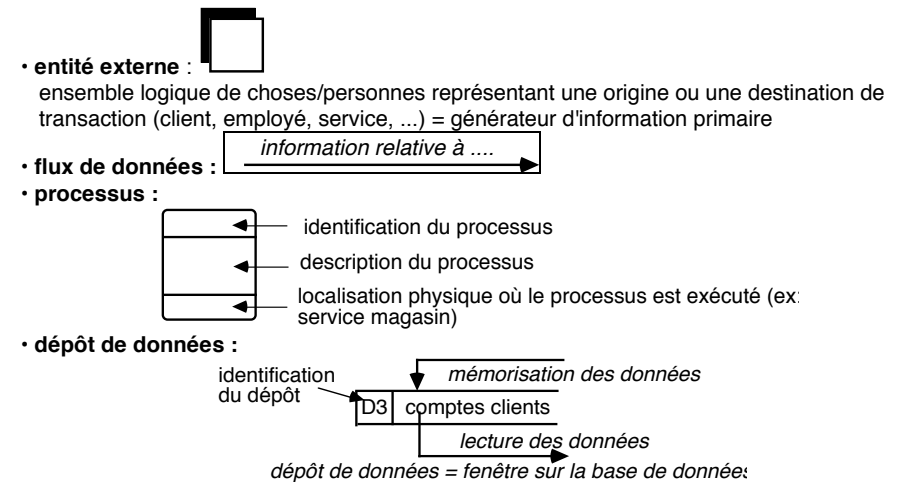 • entité externe :
ensemble logique de choses/personnes représentant une origine ou une destination de
transaction (client, employé, service, ...) = générateur d'information primaire
• flux de données : information relative à ....
• processus :
identification du processus
description du processus
localisation physique où le processus est exécuté (ex:
service magasin)
• dépôt de données :
identification
du dépôt
mémorisation des données
D3 comptes clients
lecture des données
dépôt de données = fenêtre sur la base de données